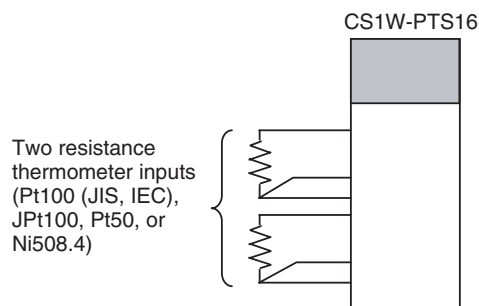 CS1W-PTS16
Two resistance
thermometer inputs
(Pt100 (JIS, IEC),
JPt100, Pt50, or
Ni508.4)